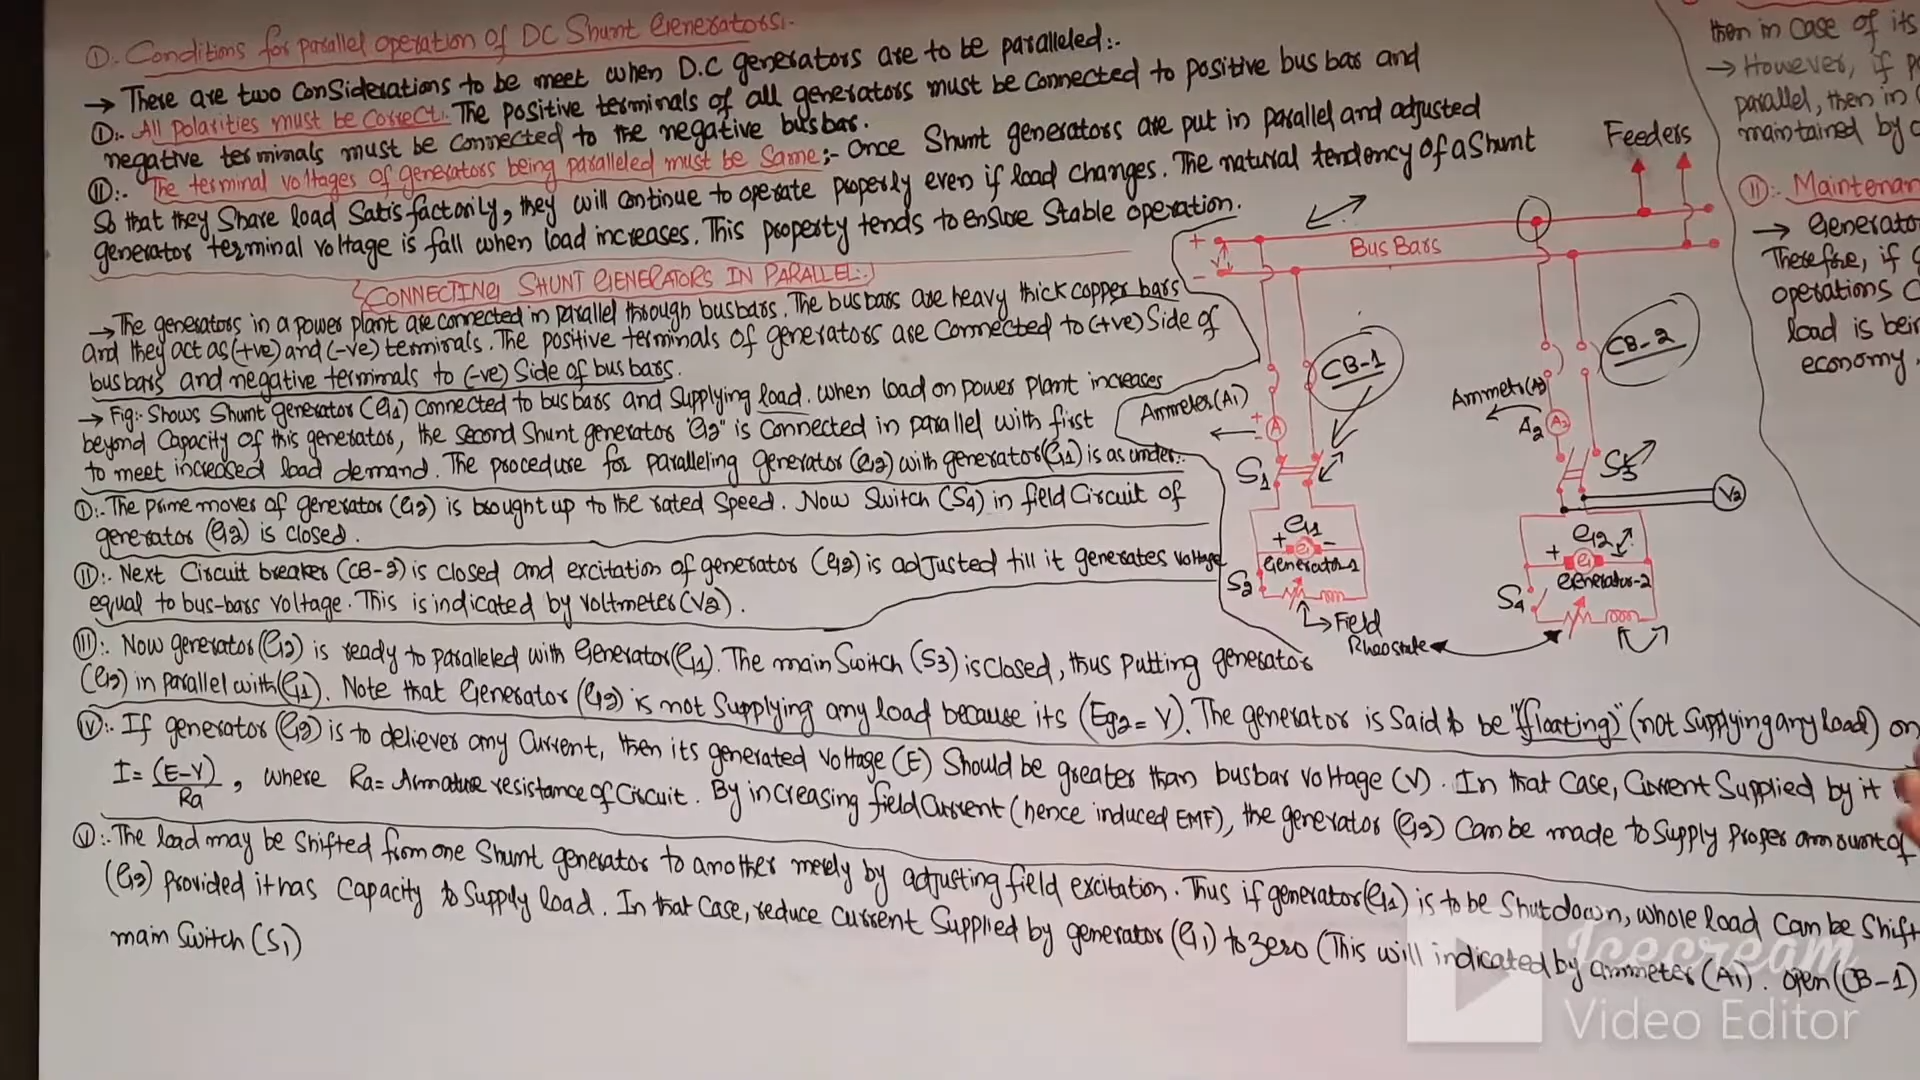 I:- Conditions for parallel operation of DC Shunt Generators:-
→ There are two Considerations to be meet when D.C generators are to be paralleled:-
I:- All polarities must be correct:- The positive terminals of all generators must be connected to positive bus bar and
negative terminals must be connected to the negative busbar.
II:- The terminal voltages of generators being paralleled must be Same:- Once Shunt generators are put in parallel and adjusted
So that they Share load Satisfactorily, they will continue to operate properly even if load changes. The natural tendency of a Shunt
generator terminal voltage is fall when load increases. This property tends to ensure Stable operation.
CONNECTING SHUNT GENERATORS IN PARALLEL:-
→ The generators in a power plant are connected in parallel through busbars. The busbars are heavy thick copper bars
and they act as (+ve) and (-ve) terminals. The positive terminals of generators are Connected to (+ve) Side of
busbars and negative terminals to (-ve) Side of busbars.
→ Fig:- Shows Shunt generator (G1) Connected to busbars and Supplying load. when load on power plant increases
beyond Capacity of this generator, the second Shunt generator "G2" is Connected in parallel with first
to meet increased load demand. The procedure for paralleling generator (G2) with generator (G1) is as under:-
I:- The prime mover of generator (G2) is brought up to the rated Speed. Now Switch (S4) in field Circuit of
generator (G2) is closed.
II:- Next Circuit breaker (CB-2) is closed and excitation of generator (G2) is adjusted till it generates voltage
equal to bus-bars voltage. This is indicated by voltmeter (V2).
III:- Now generator (G2) is ready to paralleled with Generator (G1). The main Switch (S3) is closed, thus putting generator
(G2) in parallel with (G1). Note that Generator (G2) is not Supplying any load because its (Eg2 = V). The generator is Said to be "floating" (not Supplying any load) on
V:- If generator (G2) is to deliever any Current, then its generated voltage (E) Should be greater than busbar voltage (V). In that Case, Current Supplied by it
I = (E-V)
Ra
, where Ra = Armature resistance of Circuit. By increasing field Current (hence induced EMF), the generator (G2) Can be made to Supply proper amount of
V:- The load may be Shifted from one Shunt generator to another merely by adjusting field excitation. Thus if generator (G1) is to be Shutdown, whole load Can be Shift
(G2) provided it has Capacity to Supply load. In that Case, reduce Current Supplied by generator (G1) to zero (This will indicated by ammeter (A1). open (CB-1)
main Switch (S1)
Feeders
+
-
V
Bus Bars
CB-1
CB-2
Ammeter (A1)
+
-
A
Ammeter (A2)
A2
A2
S1
S3
V2
G1
+
-
G
Generator-1
S2
Field
Rheostate
G2
+
G
Generator-2
S4
then in Case of its
→ However, if
parallel, then in
maintained by
II:- Maintenan
→ Generato
Therefore, if
operations
load is bein
economy.
Icecream
Video Editor